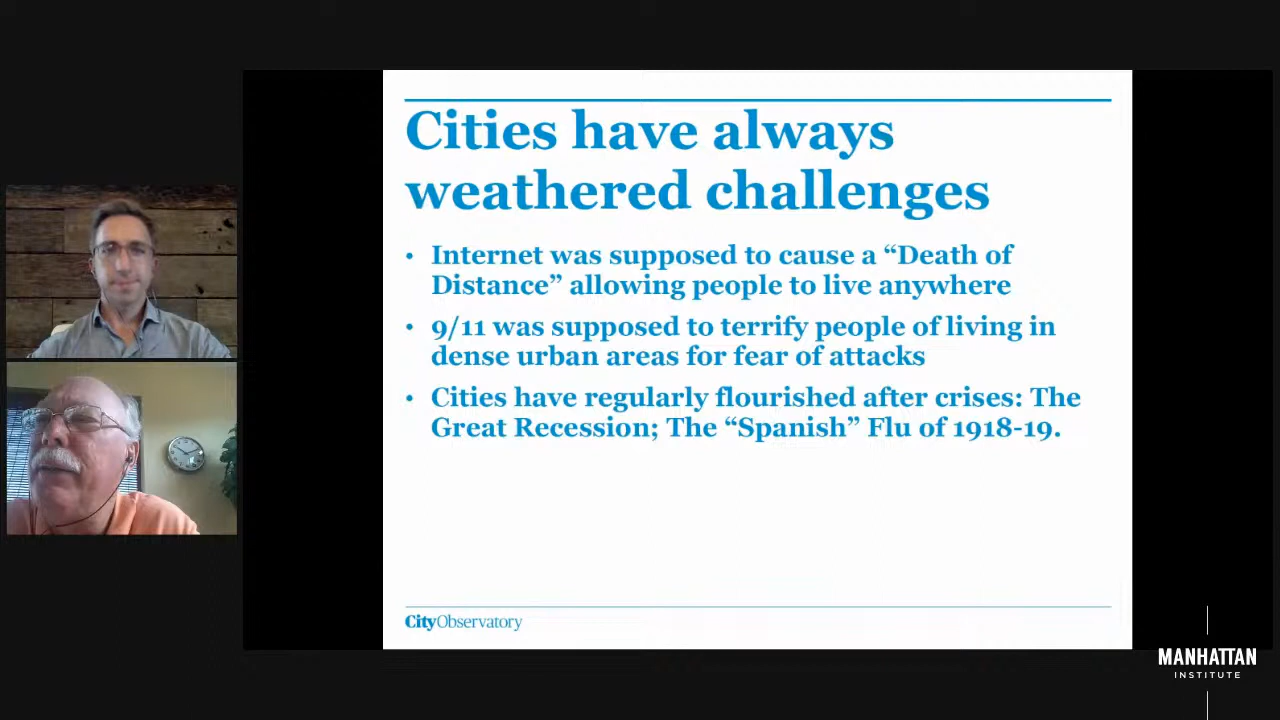 Cities have always
weathered challenges
• Internet was supposed to cause a “Death of
Distance” allowing people to live anywhere
• 9/11 was supposed to terrify people of living in
dense urban areas for fear of attacks
• Cities have regularly flourished after crises: The
Great Recession; The “Spanish” Flu of 1918-19.
CityObservatory
MANHATTAN
INSTITUTE